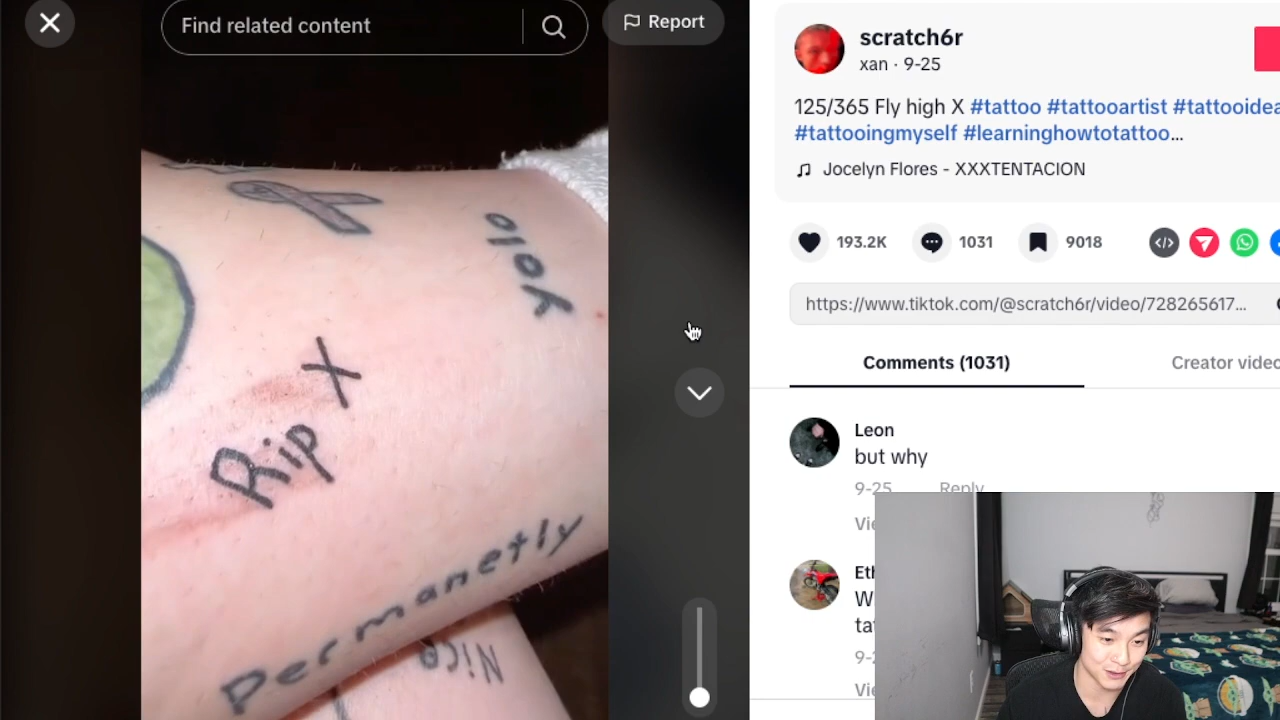 Find related content
Report
yolo
Rip X
Permanetly
Nice
scratch6r
xan · 9-25
125/365 Fly high X #tattoo #tattooartist
#tattooingmyself #learninghowtotattoo...
Jocelyn Flores - XXXTENTACION
193.2K
1031
9018
https://www.tiktok.com/@scratch6r/video/728265617...
Comments (1031)
Creator
Leon
but why
9-25 Reply